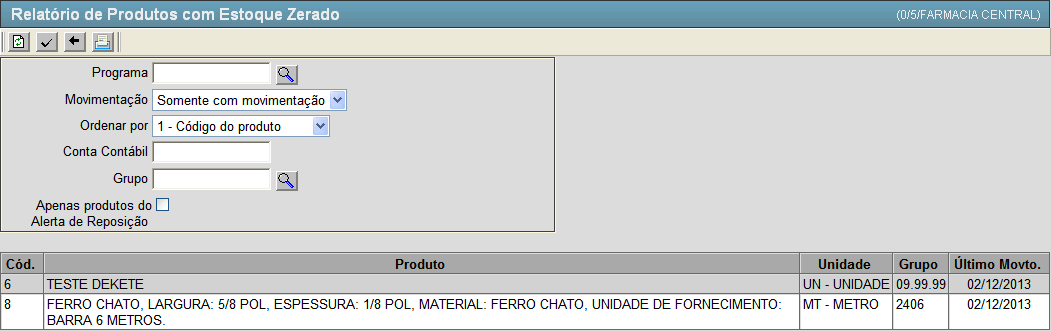 Relatório de Produtos com Estoque Zerado (0/5/FARMACIA CENTRAL)
Programa
Movimentação Somente com movimentação
Ordenar por 1 - Código do produto
Conta Contábil
Grupo
Apenas produtos do
Alerta de Reposição
Cód. Produto Unidade Grupo Último Movto.
6 TESTE DEKETE UN - UNIDADE 09.99.99 02/12/2013
8 FERRO CHATO, LARGURA: 5/8 POL, ESPESSURA: 1/8 POL, MATERIAL: FERRO CHATO, UNIDADE DE FORNECIMENTO: MT - METRO 2406 02/12/2013
BARRA 6 METROS.